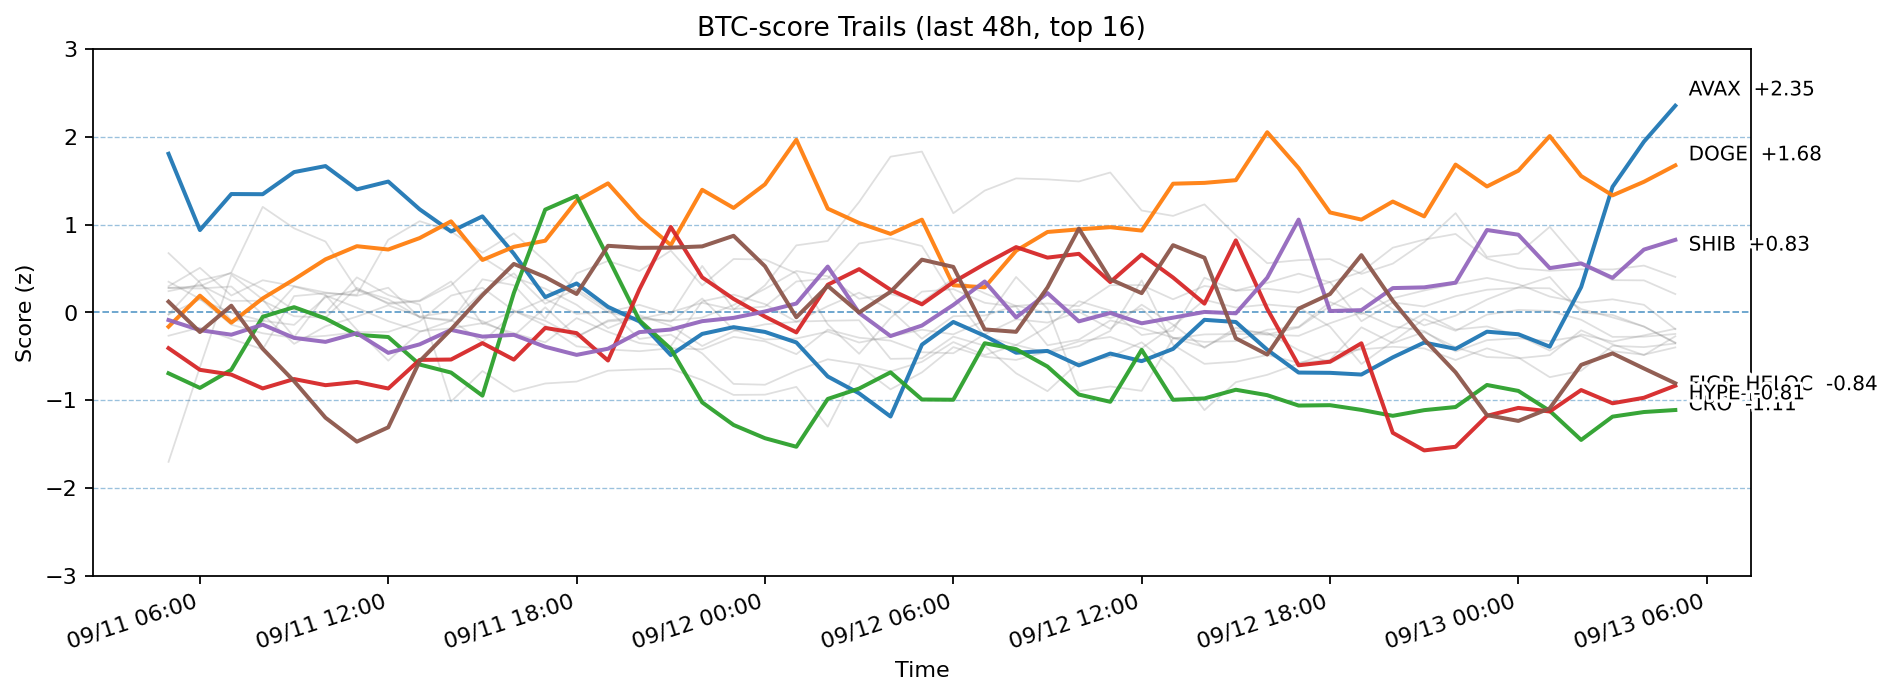 BTC-score Trails (last 48h, top 16)
3
2
1
0
−1
−2
−3
Score (z)
AVAX +2.35
DOGE +1.68
SHIB +0.83
FIGR_HELOC -0.84
HYPE -0.81
CRO -1.11
09/11 06:00
09/11 12:00
09/11 18:00
09/12 00:00
09/12 06:00
09/12 12:00
09/12 18:00
09/13 00:00
09/13 06:00
Time